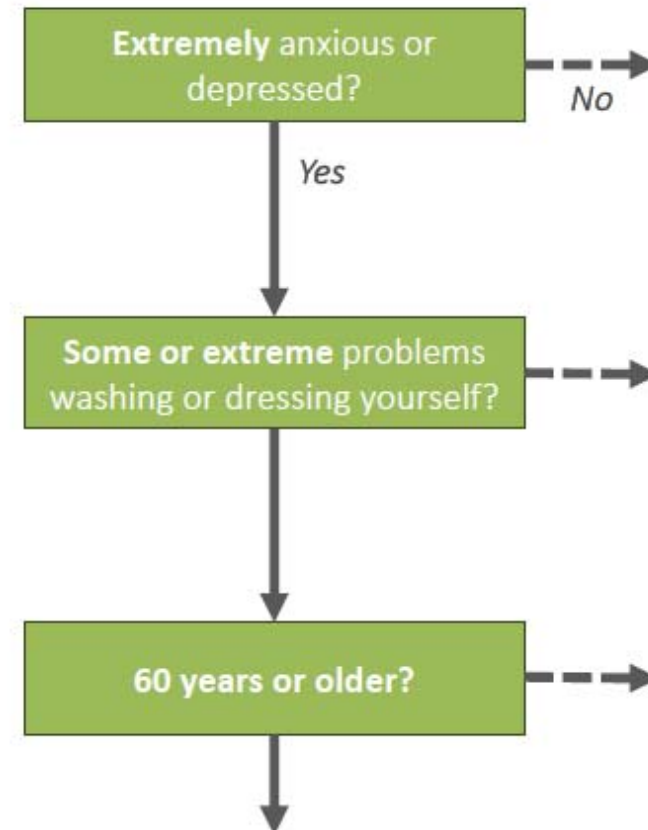 Extremely anxious or
depressed?
No
Yes
Some or extreme problems
washing or dressing yourself?
60 years or older?